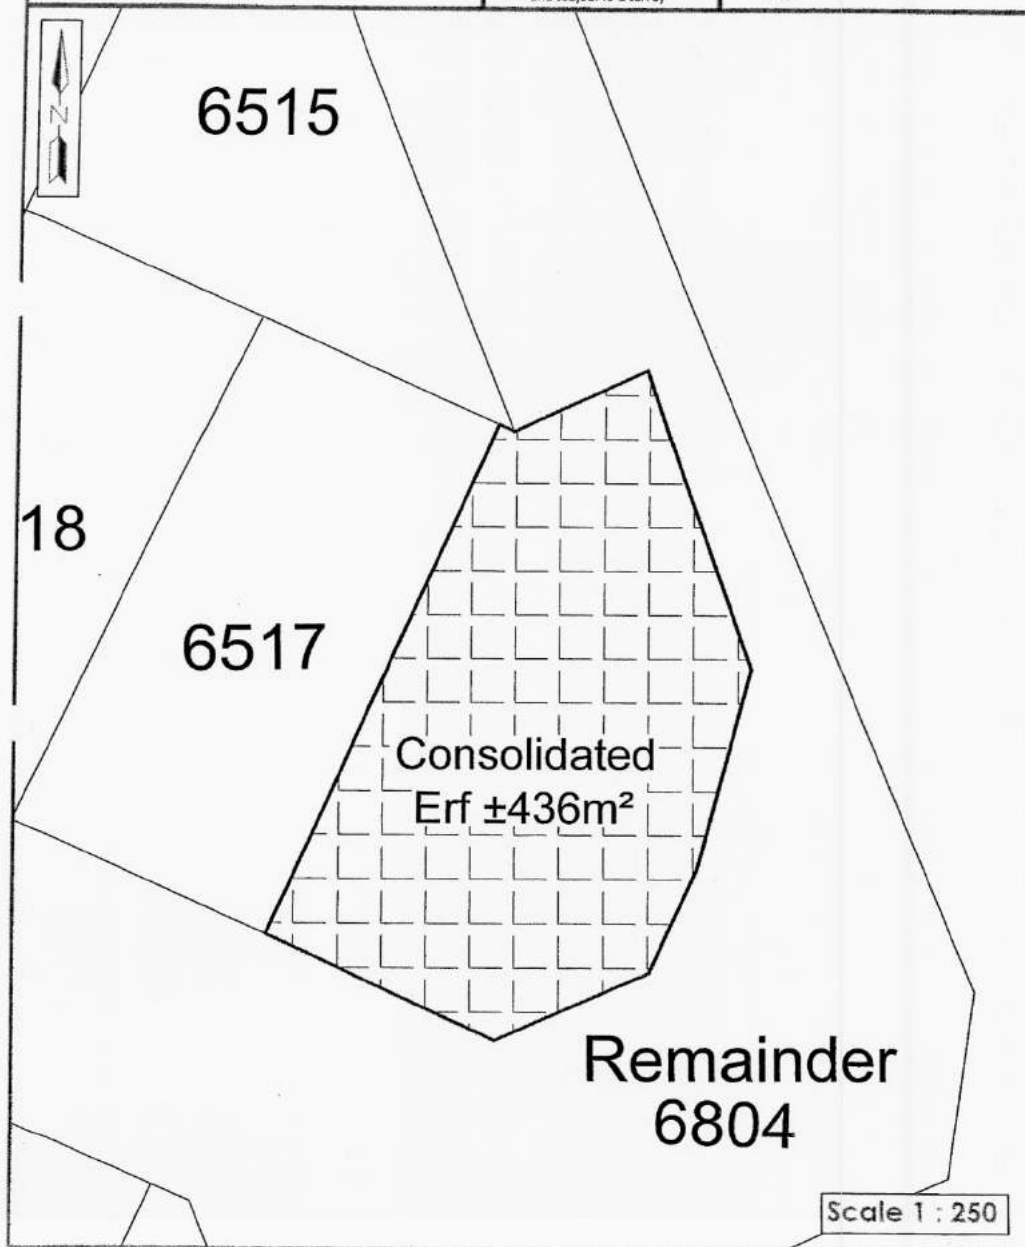 N
6515
18
6517
Consolidated
Erf ±436m²
Remainder
6804
Scale 1 : 250